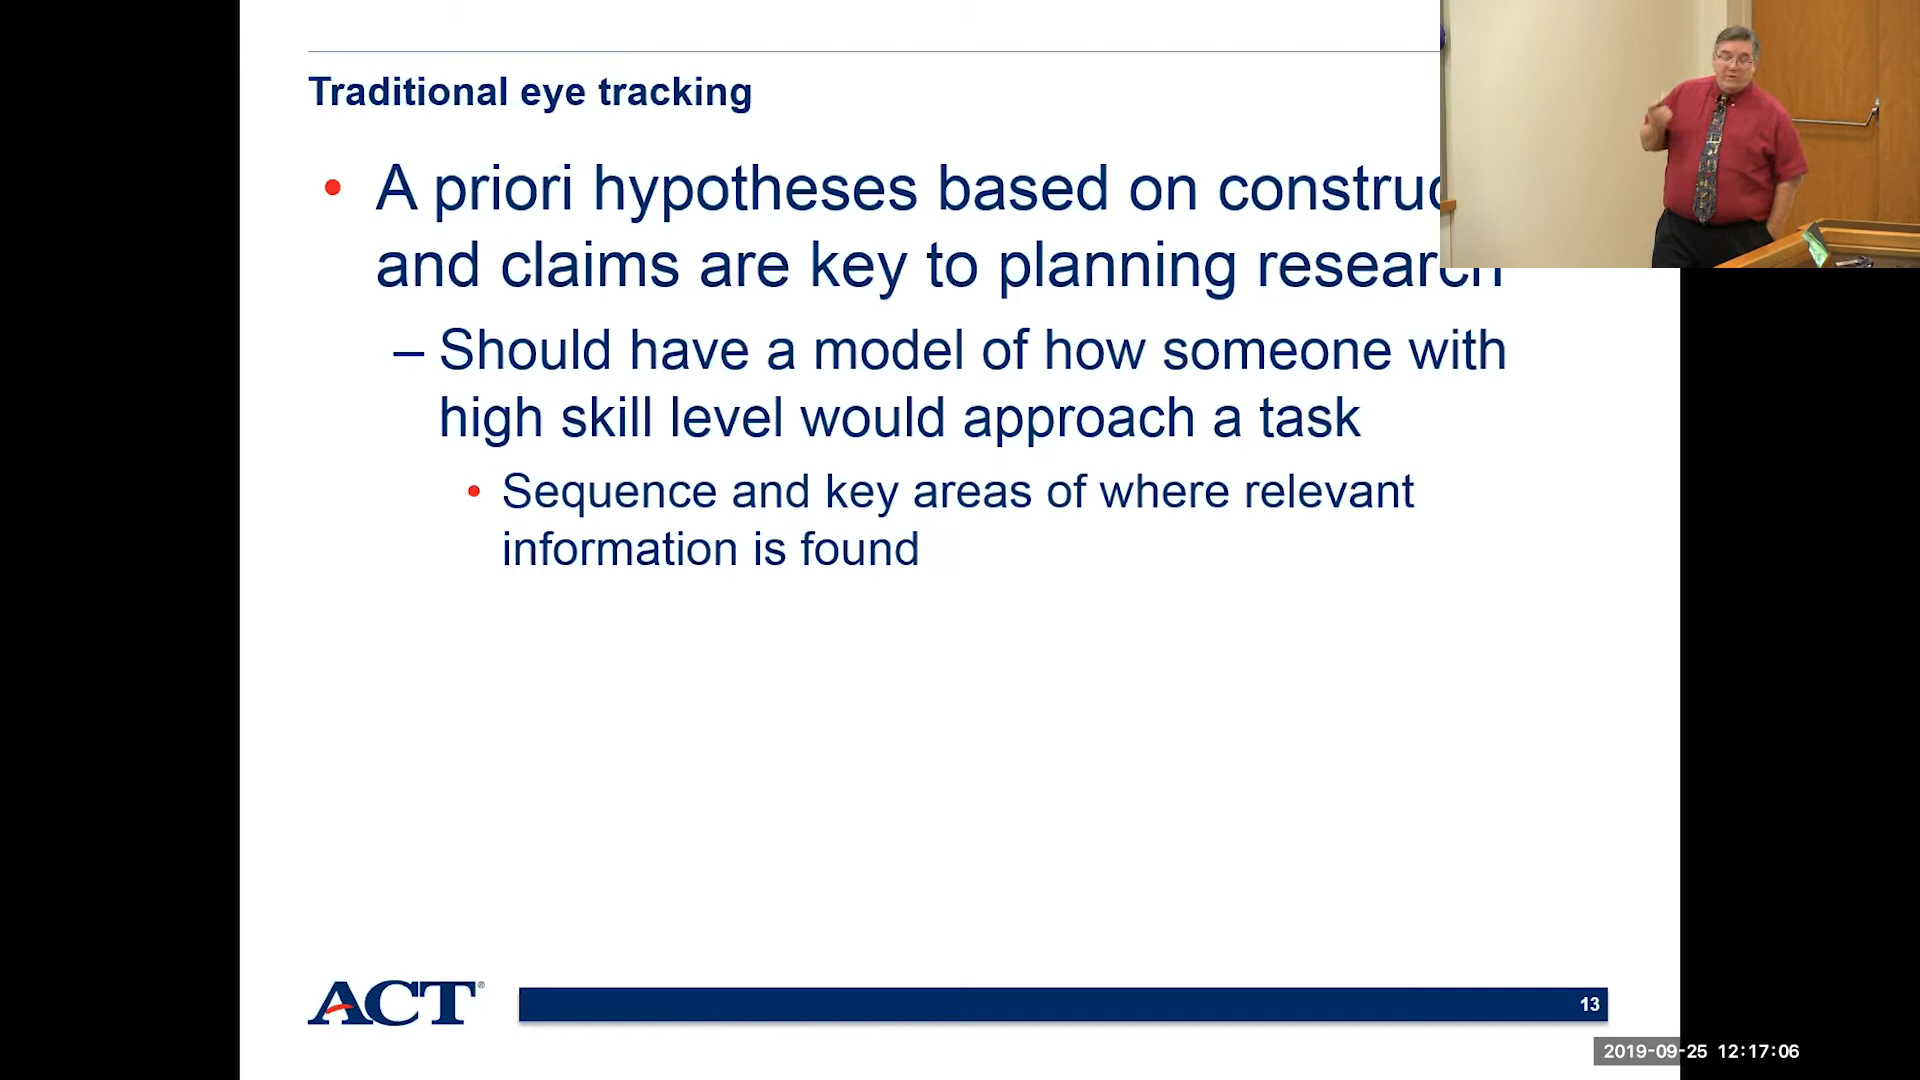 Traditional eye tracking
• A priori hypotheses based on
and claims are key to planning research
– Should have a model of how someone with
high skill level would approach a task
• Sequence and key areas of where relevant
information is found
ACT®
13
2019-09-25 12:17:06